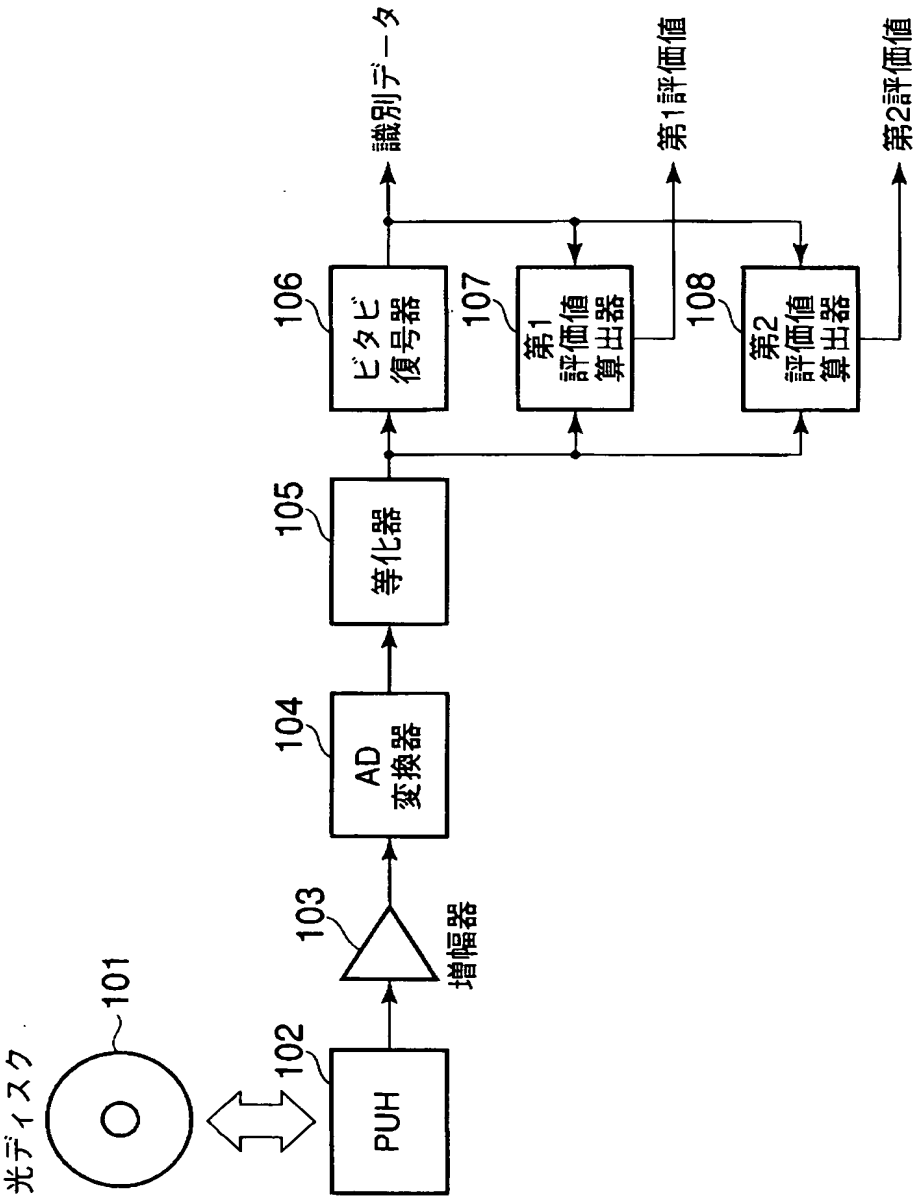 光ディスク
101
102
PUH
103
増幅器
104
AD
変換器
105
等化器
106
ビタビ
復号器
識別データ
107
第1
評価値
算出器
第1評価値
108
第2
評価値
算出器
第2評価値